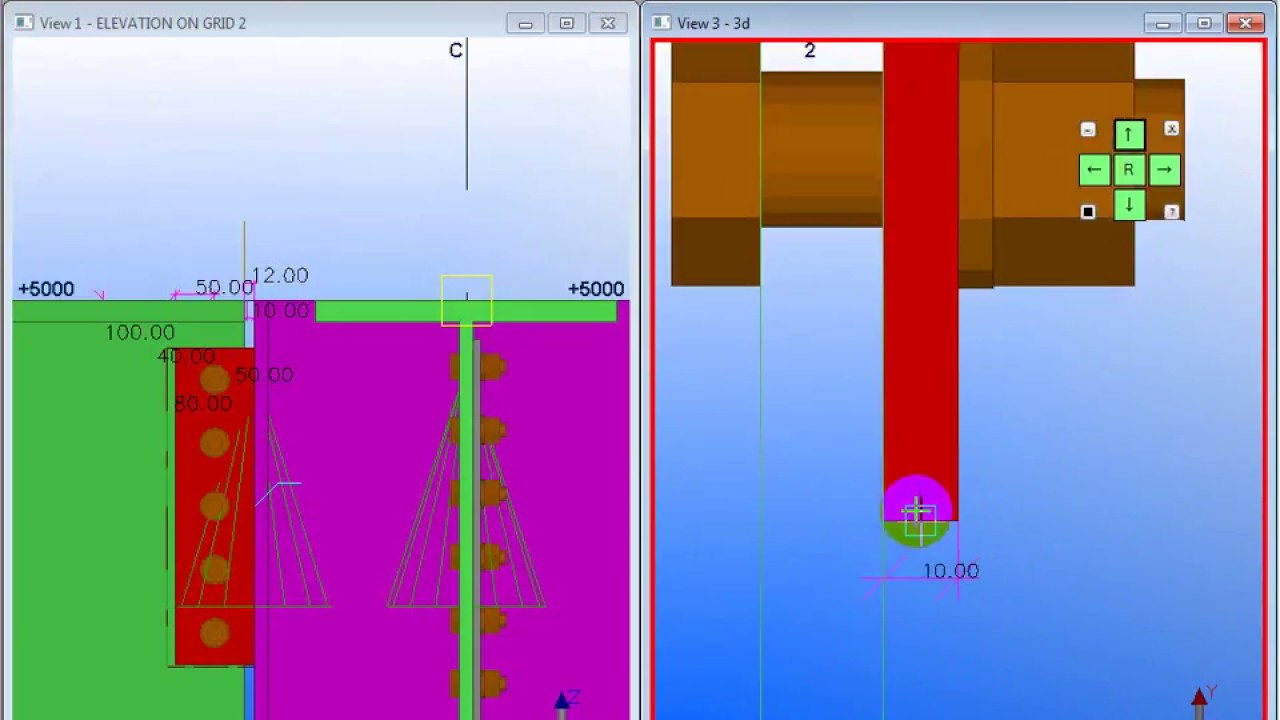 View 1 - ELEVATION ON GRID 2
C
+5000
50.00
12.00
+5000
10.00
100.00
40.00
50.00
80.00
Z
View 3 - 3d
2
- X
↑
← R →
↓
?
10.00
Y